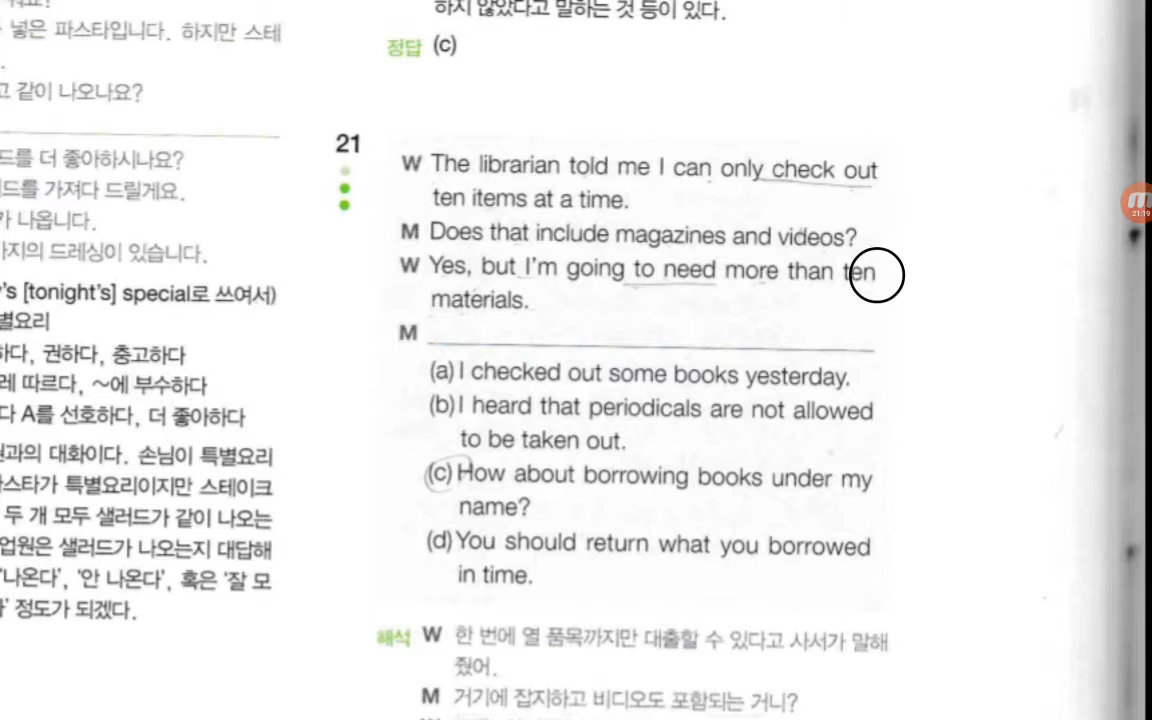 넣은 파스타입니다. 하지만 스테
고 같이 나오나요?
드를 더 좋아하시나요?
드를 가져다 드릴게요.
가 나옵니다.
가지의 드레싱이 있습니다.
's [tonight's] special로 쓰여서)
별요리
하다, 권하다, 충고하다
에 따르다, ~에 부수하다
다 A를 선호하다, 더 좋아하다
원과의 대화이다. 손님이 특별요리
파스타가 특별요리이지만 스테이크
두 개 모두 샐러드가 같이 나오는
업원은 샐러드가 나오는지 대답해
'나온다', '안 나온다', 혹은 '잘 모
' 정도가 되겠다.
하지 않았다고 말하는 것 등이 있다.
정답 (c)
21
W The librarian told me I can only check out
ten items at a time.
M Does that include magazines and videos?
W Yes, but I'm going to need more than ten
materials.
M
(a) I checked out some books yesterday.
(b) I heard that periodicals are not allowed
to be taken out.
(c) How about borrowing books under my
name?
(d) You should return what you borrowed
in time.
해석 W 한 번에 열 품목까지만 대출할 수 있다고 사서가 말해
줬어.
M 거기에 잡지하고 비디오도 포함되는 거니?
21:19